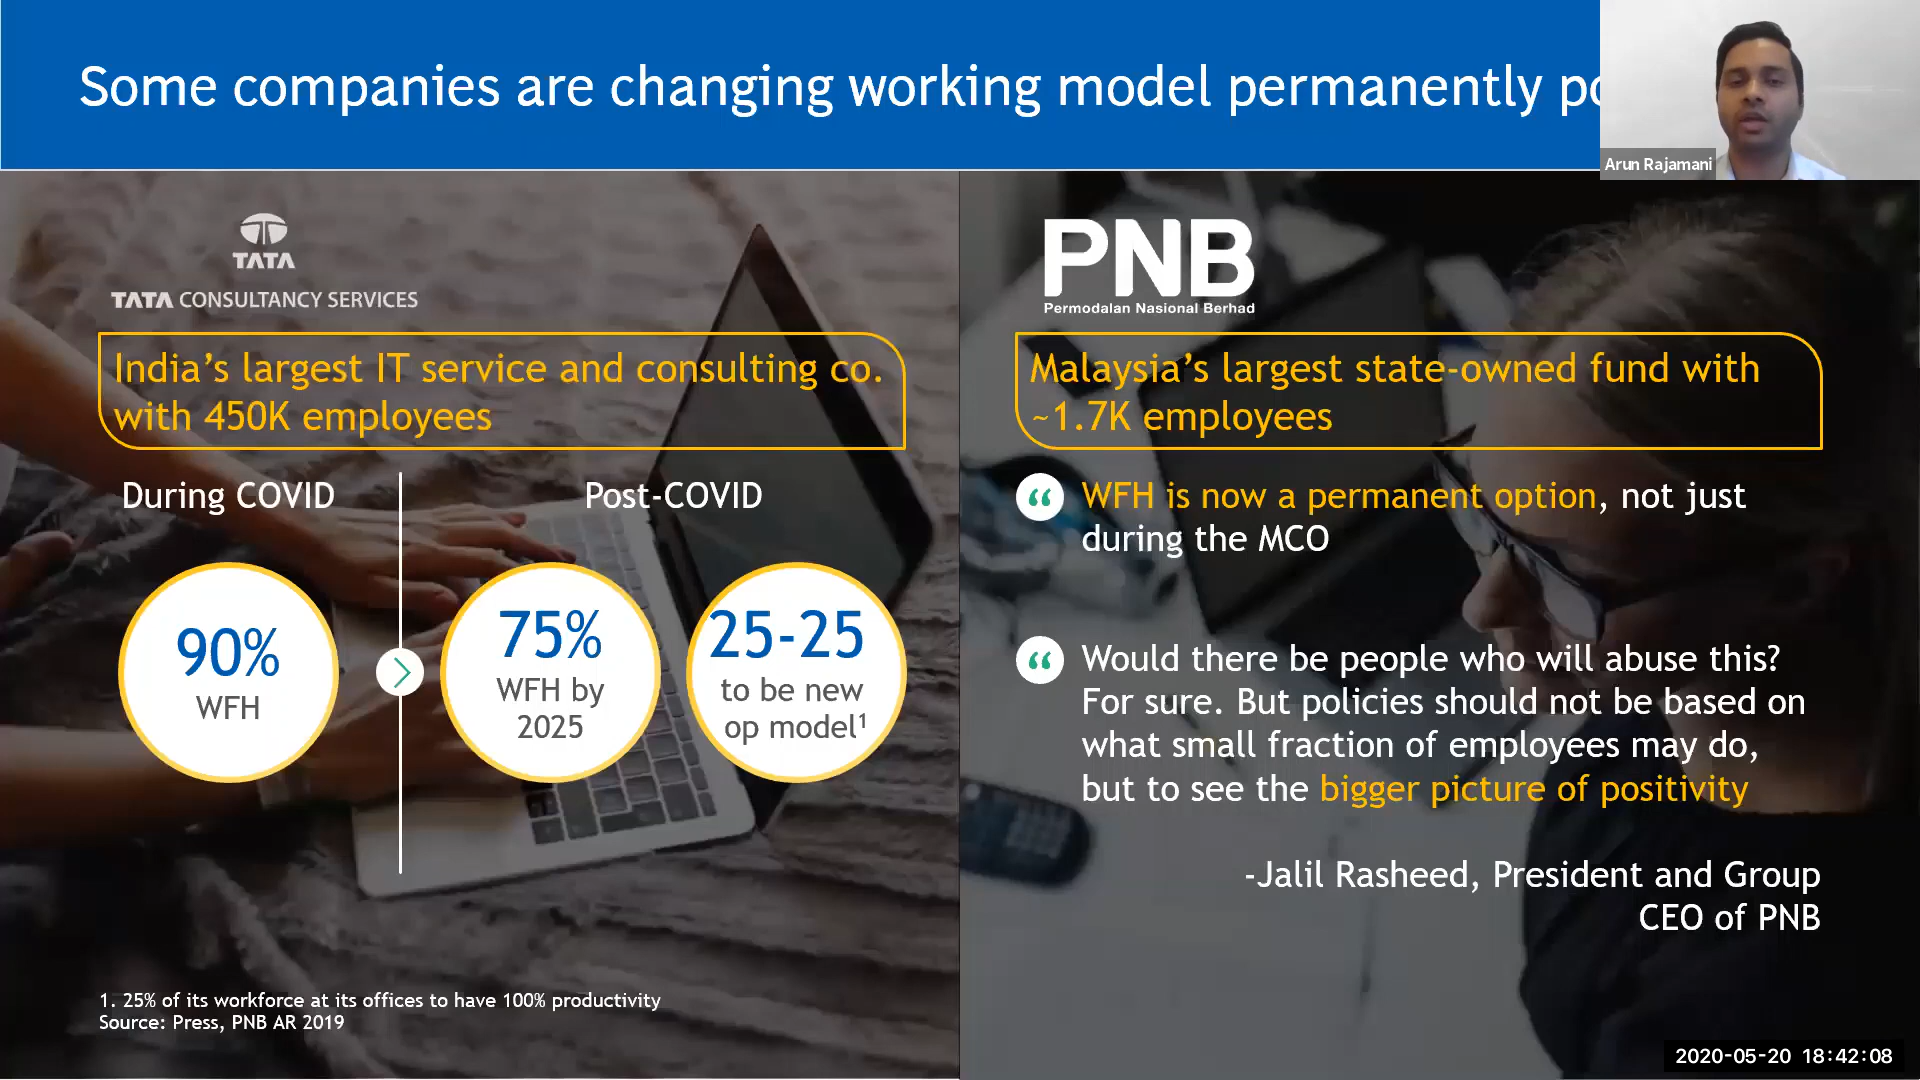 Some companies are changing working model permanently
Arun Rajamani
TATA
TATA CONSULTANCY SERVICES
India’s largest IT service and consulting co.
with 450K employees
During COVID
Post-COVID
90%
WFH
75%
WFH by
2025
25-25
to be new
op model¹
1. 25% of its workforce at its offices to have 100% productivity
Source: Press, PNB AR 2019
PNB
Permodalan Nasional Berhad
Malaysia’s largest state-owned fund with
~1.7K employees
“ WFH is now a permanent option, not just
during the MCO
“ Would there be people who will abuse this?
For sure. But policies should not be based on
what small fraction of employees may do,
but to see the bigger picture of positivity
-Jalil Rasheed, President and Group
CEO of PNB
2020-05-20 18:42:08